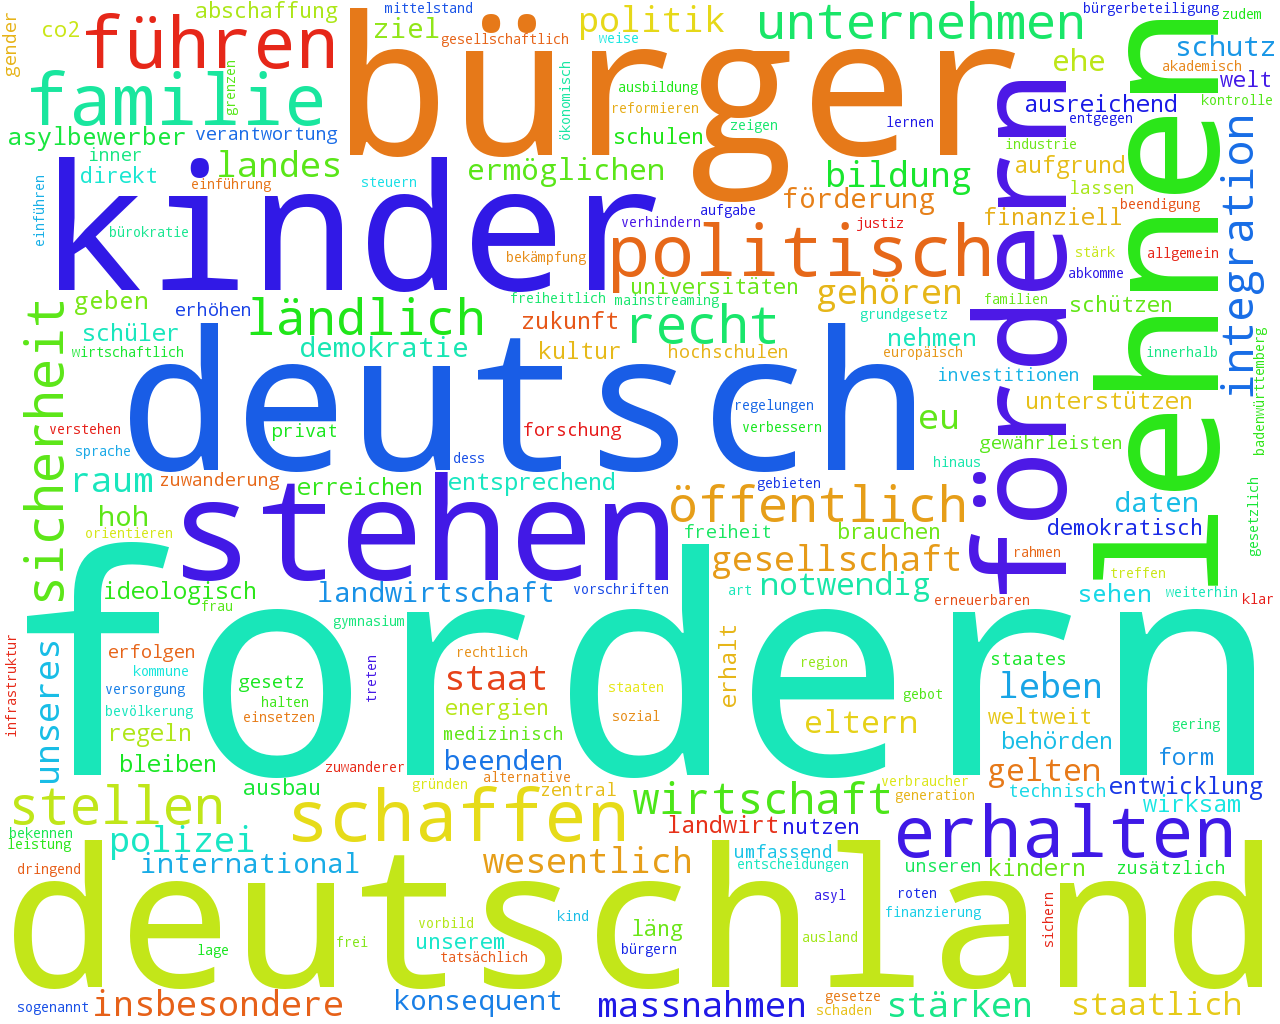 abschaffung
mittelstand
bürgerbeteiligung
zudem
gender
co2
führen
ziel
gesellschaftlich
politik
weise
unternehmen
schutz
bürger
ehe
akademisch
welt
lehnen
grenzen
familie
ökonomisch
ausbildung
reformieren
zeigen
lernen
fördern
ausreichend
kontrolle
entgegen
asylbewerber
verantwortung
schulen
industrie
integration
inner
direkt
landes
einführung
ermöglichen
bildung
aufgrund
lassen
einführen
kinder
steuern
förderung
beendigung
aufgabe
verhindern
justiz
finanziell
bürokratie
politisch
bekämpfung
stärk
allgemein
abkomme
universitäten
gehören
geben
erhöhen
freiheitlich
mainstreaming
familien
schützen
sicherheit
ländlich
zukunft
recht
grundgesetz
schüler
wirtschaftlich
demokratie
kultur
hochschulen
nehmen
europäisch
innerhalb
badenwürttemberg
deutsch
investitionen
regelungen
unterstützen
verstehen
privat
forschung
verbessern
eu
gewährleisten
sprache
dess
hinaus
raum
zuwanderung
erreichen
entsprechend
gebieten
stehen
öffentlich
daten
gesetzlich
hoh
orientieren
freiheit
brauchen
demokratisch
gesellschaft
rahmen
treffen
ideologisch
frau
landwirtschaft
vorschriften
art
notwendig
erneuerbaren
sehen
weiterhin
klar
gymnasium
fordern
infrastruktur
unseres
erfolgen
kommune
versorgung
bevölkerung
regeln
bleiben
gesetz
halten
einsetzen
treten
rechtlich
staat
energien
medizinisch
staaten
sozial
erhalt
region
eltern
gebot
staates
leben
weltweit
behörden
gering
form
zuwanderer
beenden
ausbau
gründen
alternative
zentral
verbraucher
generation
gelten
technisch
entwicklung
wirksam
stellen
schaffen
wirtschaft
bekennen
leistung
polizei
landwirt
nutzen
erhalten
dringend
international
wesentlich
umfassend
entscheidungen
unseren
kindern
zusätzlich
deutschland
asyl
roten
finanzierung
vorbild
kind
läng
frei
unserem
lage
tatsächlich
bürgern
ausland
sichern
sogenannt
insbesondere
konsequent
massnahmen
gesetze
schaden
stärken
staatlich